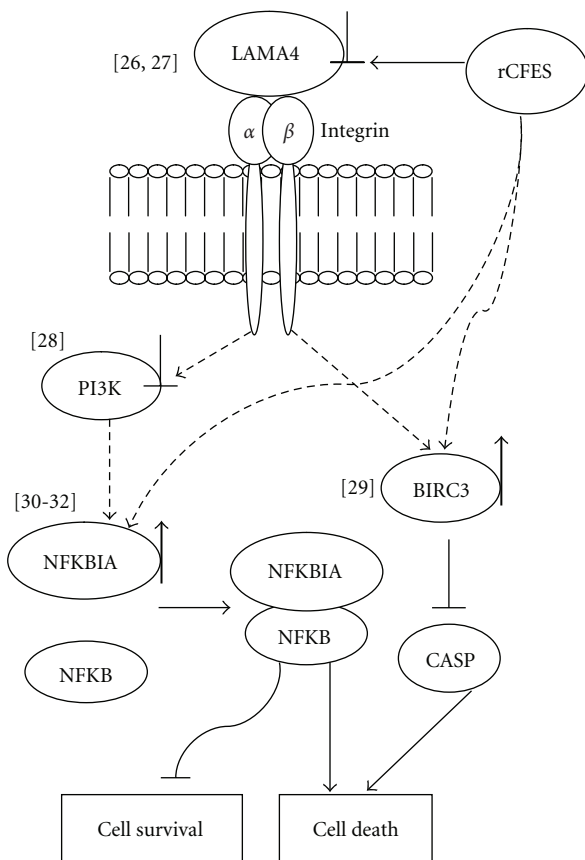 LAMA4
rCFES
[26, 27]
α
β
Integrin
[28]
PI3K
[29]
BIRC3
[30-32]
NFKBIA
NFKBIA
NFKB
NFKB
CASP
Cell survival
Cell death